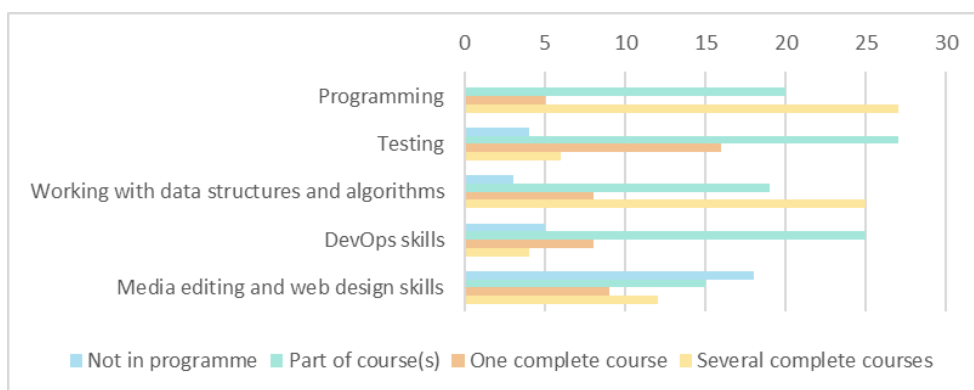 0 5 10 15 20 25 30
Programming
Testing
Working with data structures and algorithms
DevOps skills
Media editing and web design skills
Not in programme Part of course(s) One complete course Several complete courses